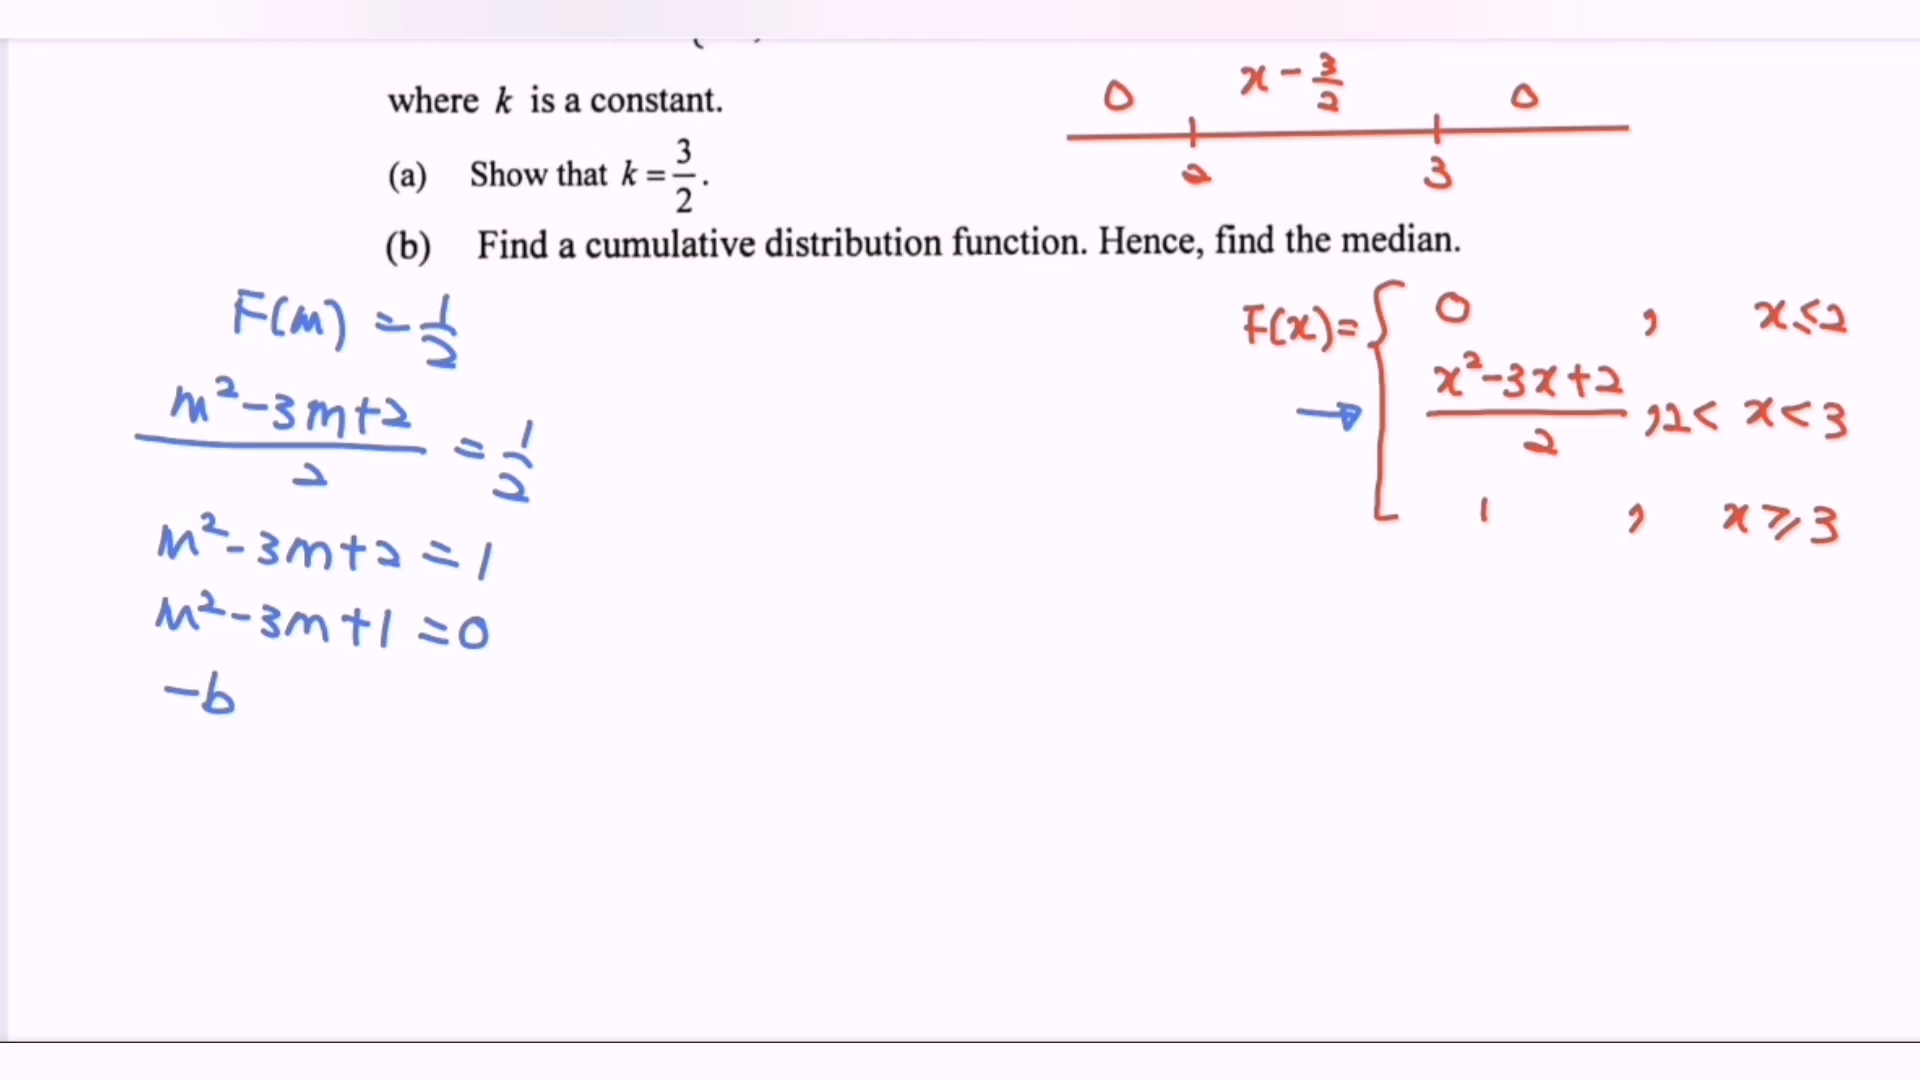 where k is a constant.
0 x - 3/2 0
2 3
(a) Show that k = 3/2.
(b) Find a cumulative distribution function. Hence, find the median.
F(m) = 1/2
(m² - 3m + 2)/2 = 1/2
m² - 3m + 2 = 1
m² - 3m + 1 = 0
-b
F(x) = { 0 , x ≤ 2
(x² - 3x + 2)/2 , 2 < x < 3
1 , x ≥ 3